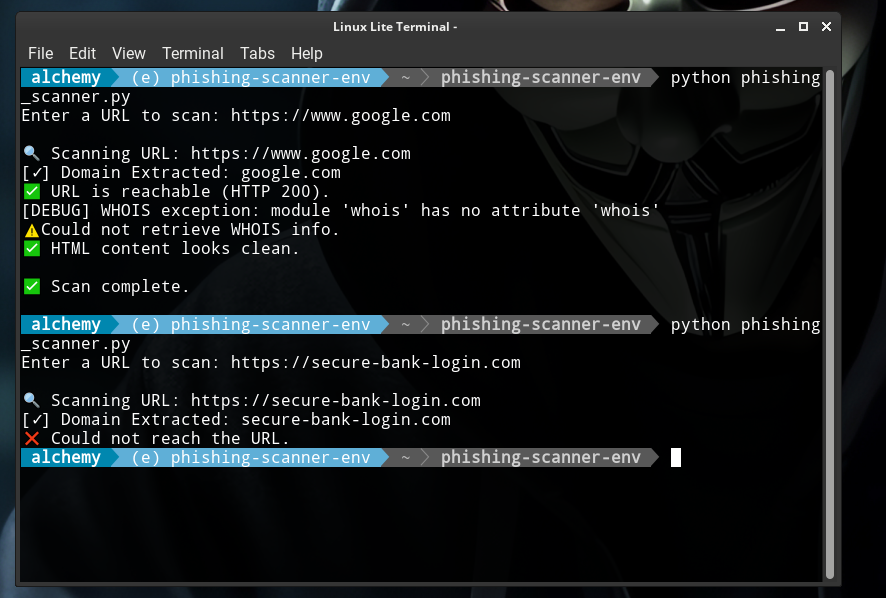 Linux Lite Terminal -
File Edit View Terminal Tabs Help
alchemy (e) phishing-scanner-env ~ phishing-scanner-env python phishing
_scanner.py
Enter a URL to scan: https://www.google.com
🔍 Scanning URL: https://www.google.com
[✓] Domain Extracted: google.com
✅ URL is reachable (HTTP 200).
[DEBUG] WHOIS exception: module 'whois' has no attribute 'whois'
⚠️Could not retrieve WHOIS info.
✅ HTML content looks clean.
✅ Scan complete.
alchemy (e) phishing-scanner-env ~ phishing-scanner-env python phishing
_scanner.py
Enter a URL to scan: https://secure-bank-login.com
🔍 Scanning URL: https://secure-bank-login.com
[✓] Domain Extracted: secure-bank-login.com
❌ Could not reach the URL.
alchemy (e) phishing-scanner-env ~ phishing-scanner-env